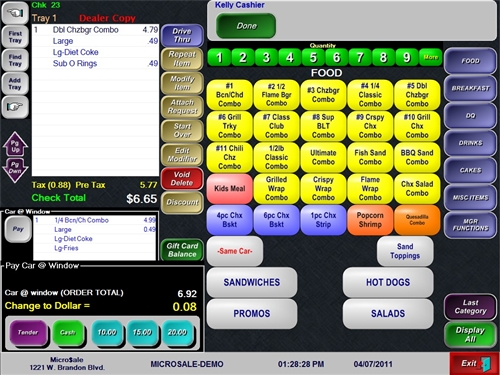 Chk 23
Tray 1 Dealer Copy
First Tray
Find Tray
Add Tray
Pg Up
Pg Dwn
1 Dbl Chzbgr Combo 4.79
Large .49
Lg-Diet Coke
Sub O Rings .49
Tax (0.88) Pre Tax 5.77
Check Total $6.65
Drive Thru
Repeat Item
Modify Item
Attach Request
Start Over
Edit Modifier
Void Delete
Discount
Gift Card Balance
Car @ Window
Pay
1 1/4 Bcn/Ch Combo 4.99
Large 0.49
Lg-Diet Coke
Lg-Fries
Pay Car @ Window
Car @ window (ORDER TOTAL) 6.92
Change to Dollar = 0.08
Tender
Cash
10.00
15.00
20.00
Kelly Cashier
Done
Quantity
1 2 3 4 5 6 7 8 9 More
FOOD
#1 Bcn/Chd Combo
#2 1/2 Flame Bgr Combo
#3 Chzbgr Combo
#4 1/4 Classic Combo
#5 Dbl Chzbgr Combo
#6 Grill Trky Combo
#7 Class Club Combo
#8 Sup BLT Combo
#9 Crspy Chx Combo
#10 Grill Chx Combo
#11 Chili Chz Combo
1/2lb Classic Combo
Ultimate Combo
Fish Sand Combo
BBQ Sand Combo
Kids Meal
Grilled Wrap Combo
Crispy Wrap Combo
Flame Wrap Combo
Chx Salad Combo
4pc Chx Bskt
6pc Chx Bskt
1pc Chx Strip
Popcorn Shrimp
Quesadilla Combo
-Same Car-
Sand Toppings
SANDWICHES
HOT DOGS
PROMOS
SALADS
FOOD
BREAKFAST
DQ
DRINKS
CAKES
MISC ITEMS
MGR FUNCTIONS
Last Category
Display All
Exit
Micro$ale
1221 W. Brandon Blvd.
MICROSALE-DEMO
01:28:28 PM
04/07/2011